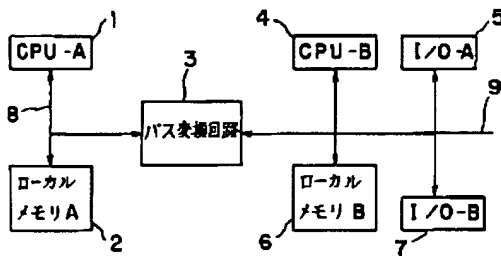 1
CPU-A
8
3
バス変換回路
ローカル
メモリA
2
4
CPU-B
ローカル
メモリB
6
5
I/O-A
9
I/O-B
7